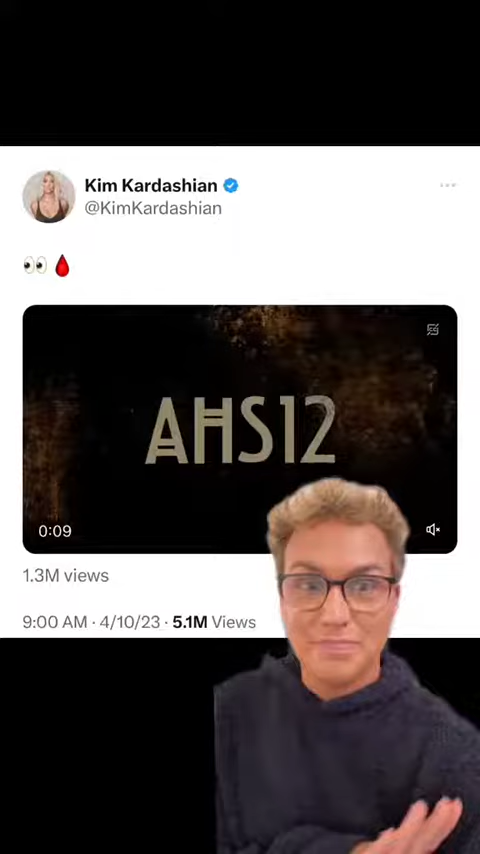 Kim Kardashian
@KimKardashian
👀🩸
AHS12
0:09
1.3M views
9:00 AM · 4/10/23 · 5.1M Views